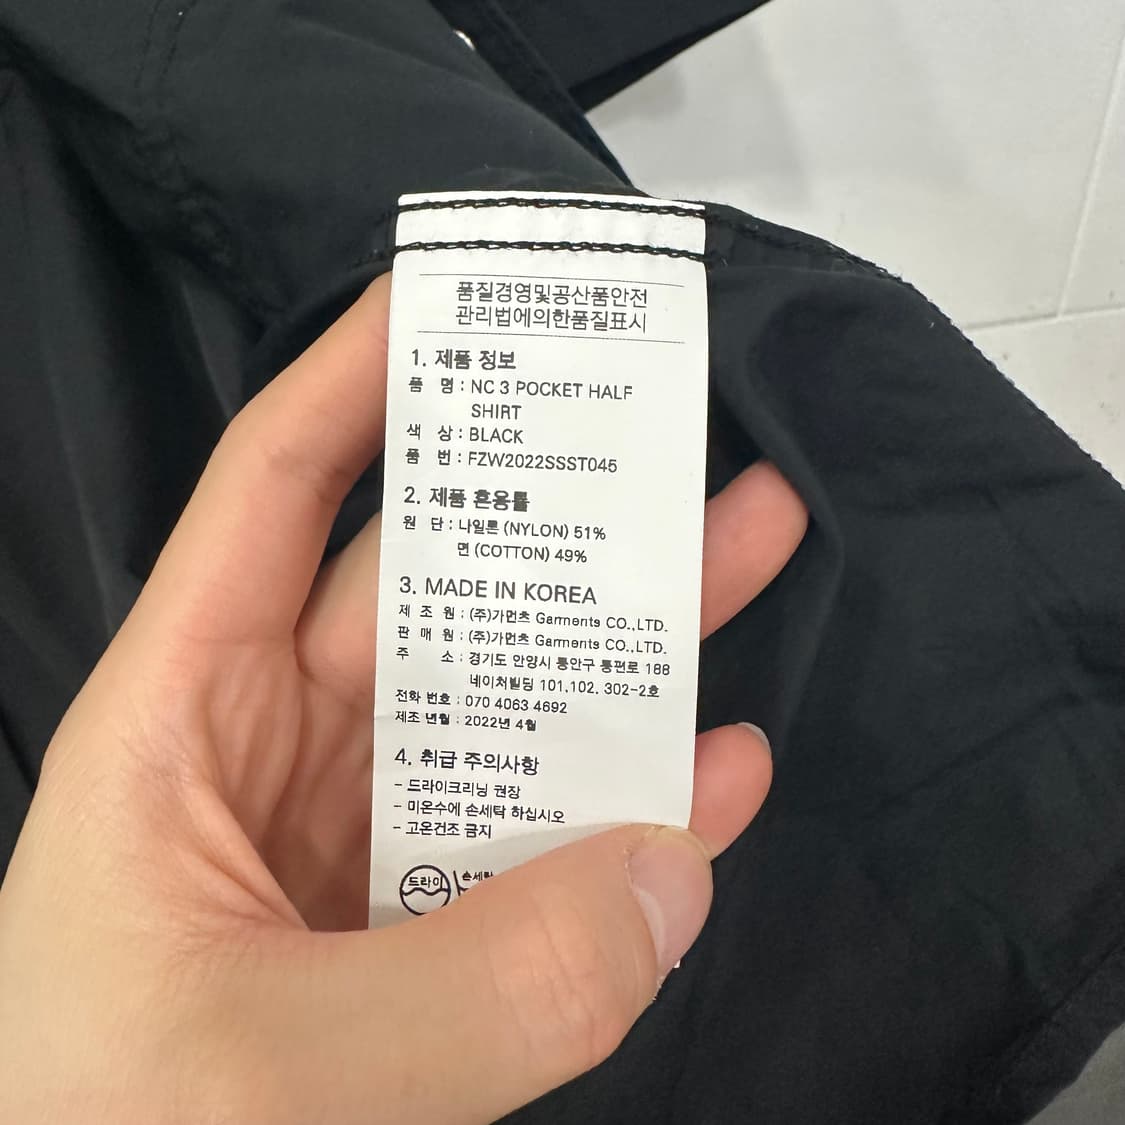 품질경영및공산품안전
관리법에의한품질표시
1. 제품 정보
품 명 : NC 3 POCKET HALF
SHIRT
색 상 : BLACK
품 번 : FZW2022SSST045
2. 제품 혼용률
원 단 : 나일론 (NYLON) 51%
면 (COTTON) 49%
3. MADE IN KOREA
제 조 원 : (주)가먼츠 Garments CO.,LTD.
판 매 원 : (주)가먼츠 Garments CO.,LTD.
주 소 : 경기도 안양시 동안구 동편로 188
네이처빌딩 101.102. 302-2호
전화 번호 : 070 4063 4692
제조 년월 : 2022년 4월
4. 취급 주의사항
- 드라이크리닝 권장
- 미온수에 손세탁 하십시오
- 고온건조 금지
드라이
손세탁